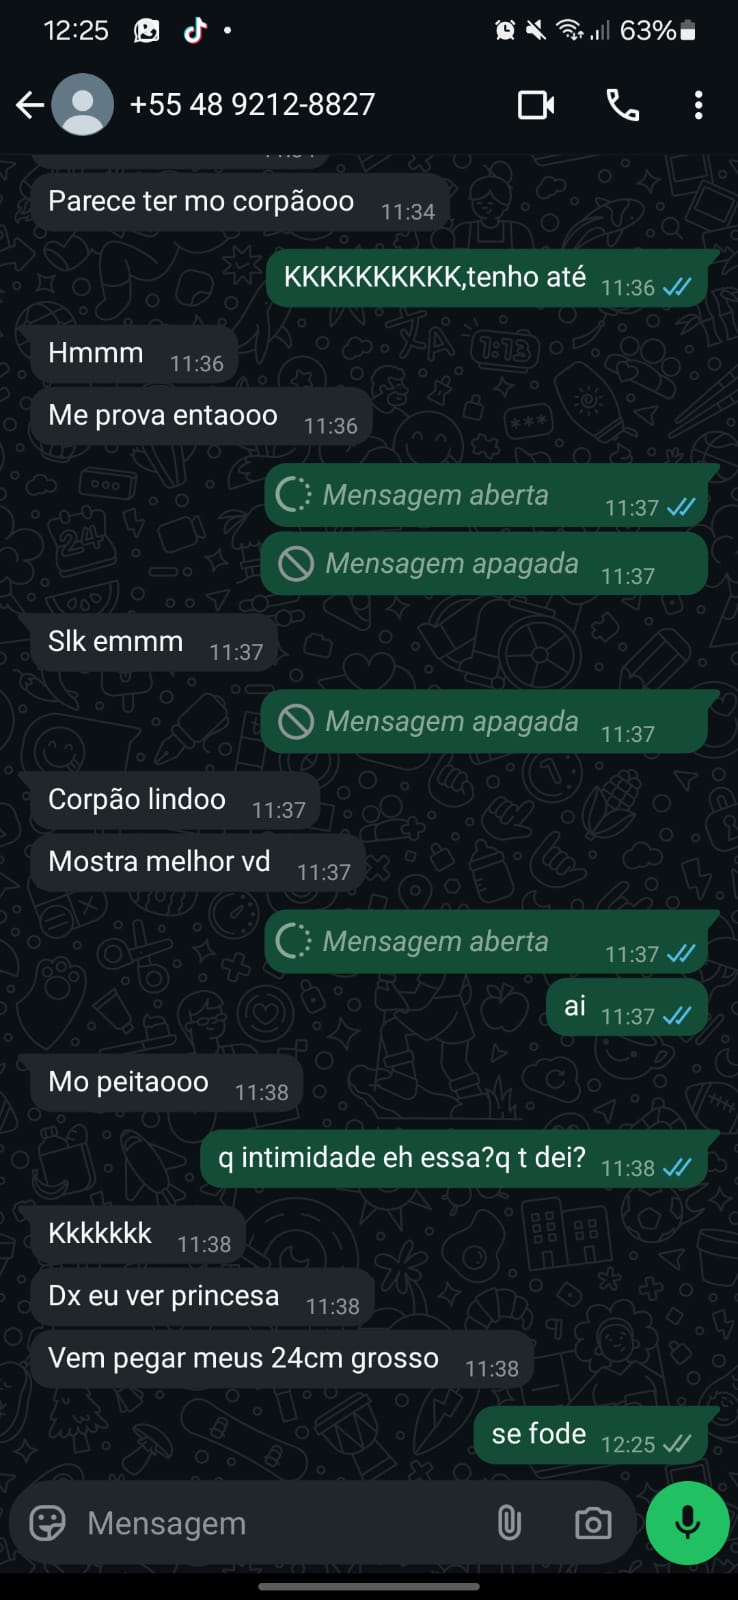 12:25 63%
+55 48 9212-8827
Parece ter mo corpãooo 11:34
KKKKKKKKKK,tenho até 11:36
Hmmm 11:36
Me prova entaooo 11:36
Mensagem aberta 11:37
Mensagem apagada 11:37
Slk emmm 11:37
Mensagem apagada 11:37
Corpão lindoo 11:37
Mostra melhor vd 11:37
Mensagem aberta 11:37
ai 11:37
Mo peitaooo 11:38
q intimidade eh essa?q t dei? 11:38
Kkkkkkk 11:38
Dx eu ver princesa 11:38
Vem pegar meus 24cm grosso 11:38
se fode 12:25
Mensagem